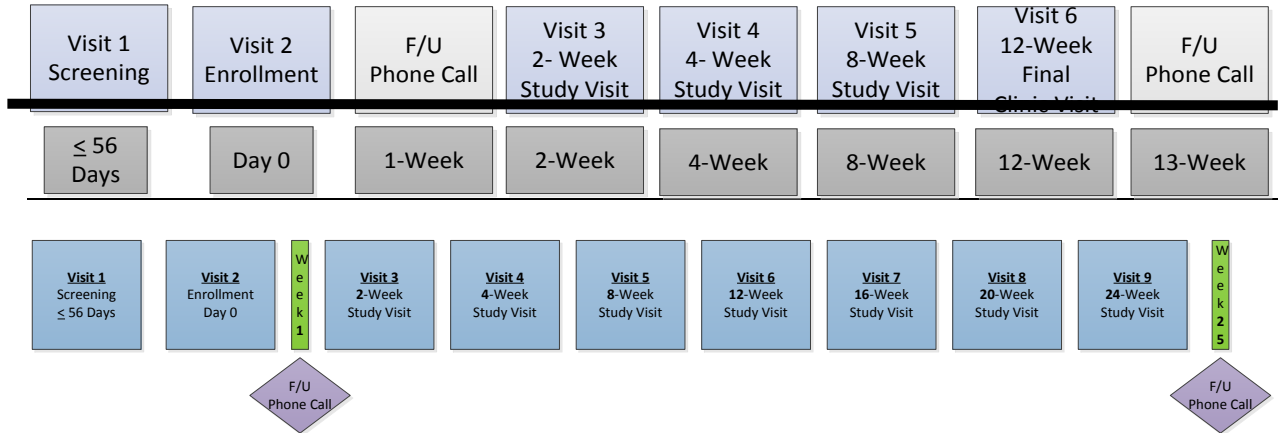 Visit 1
Screening
Visit 2
Enrollment
F/U
Phone Call
Visit 3
2- Week
Study Visit
Visit 4
4- Week
Study Visit
Visit 5
8-Week
Study Visit
Visit 6
12-Week
Final
Clinic Visit
F/U
Phone Call
≤ 56
Days
Day 0
1-Week
2-Week
4-Week
8-Week
12-Week
13-Week
Visit 1
Screening
≤ 56 Days
Visit 2
Enrollment
Day 0
Week 1
Visit 3
2-Week
Study Visit
Visit 4
4-Week
Study Visit
Visit 5
8-Week
Study Visit
Visit 6
12-Week
Study Visit
Visit 7
16-Week
Study Visit
Visit 8
20-Week
Study Visit
Visit 9
24-Week
Study Visit
Week 25
F/U
Phone Call
F/U
Phone Call